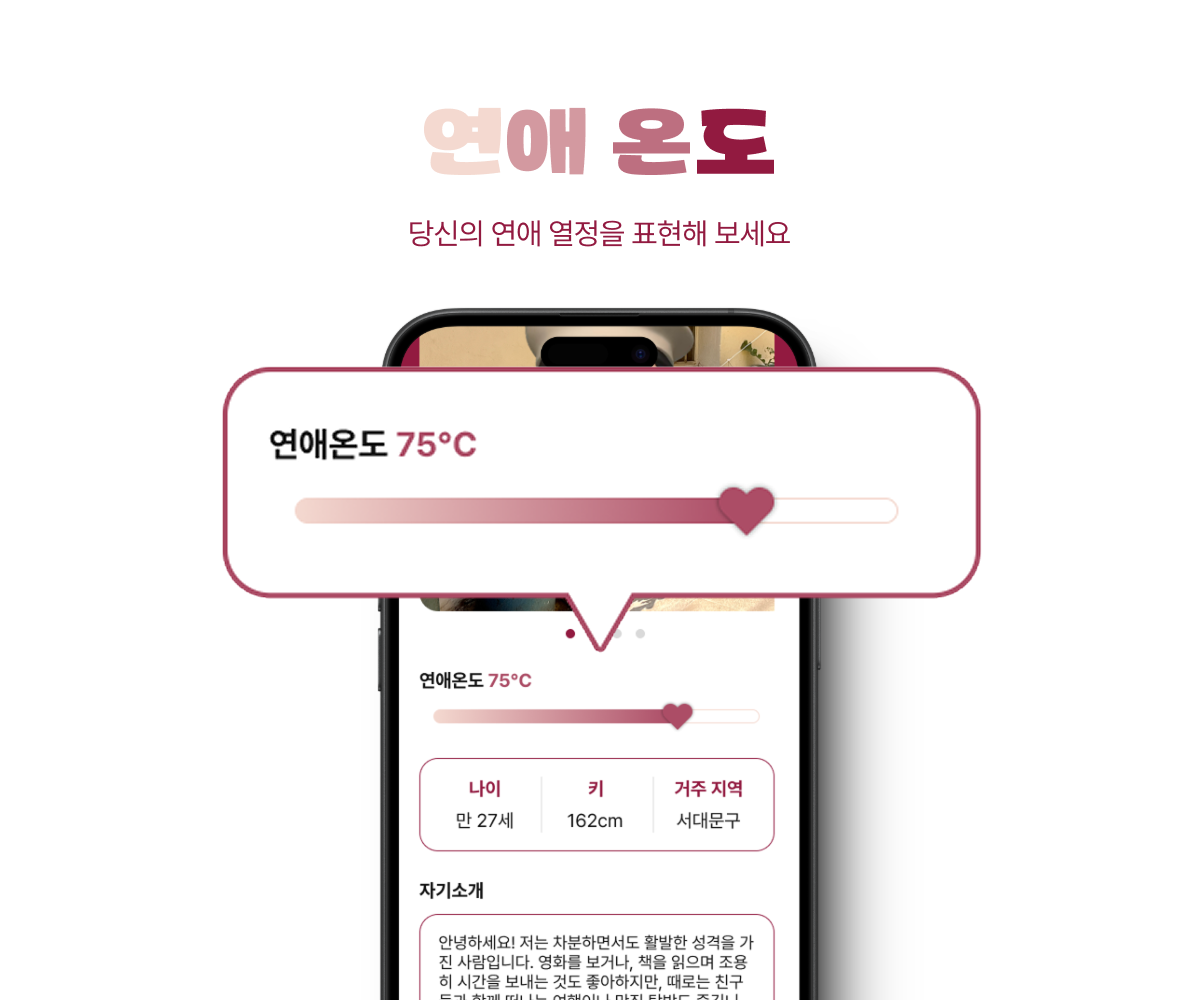 연애 온도
당신의 연애 열정을 표현해 보세요
연애온도 75°C
연애온도 75°C
나이 키 거주 지역
만 27세 162cm 서대문구
자기소개
안녕하세요! 저는 차분하면서도 활발한 성격을 가
진 사람입니다. 영화를 보거나, 책을 읽으며 조용
히 시간을 보내는 것도 좋아하지만, 때로는 친구